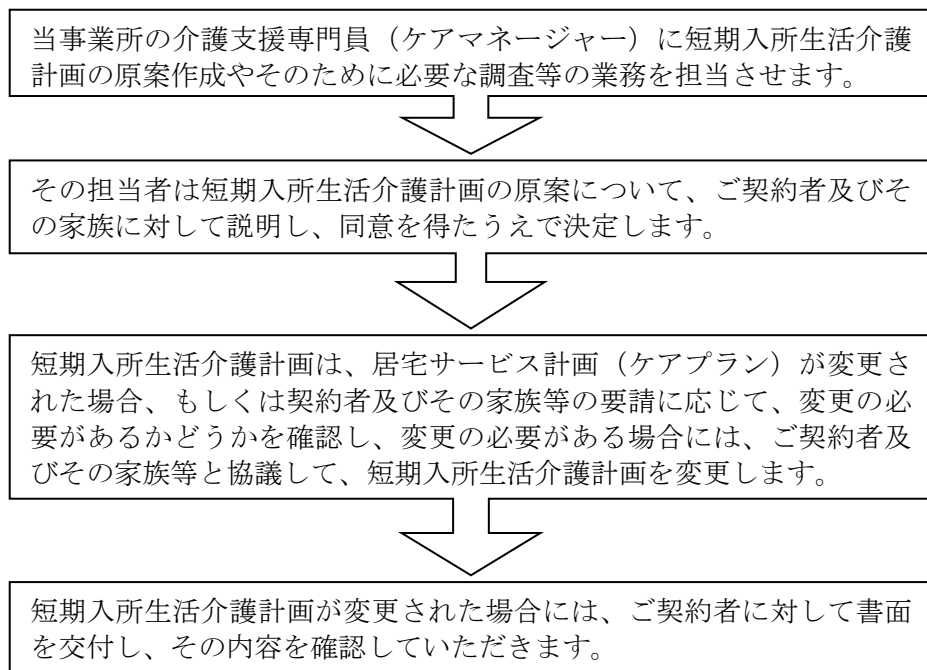 当事業所の介護支援専門員（ケアマネージャー）に短期入所生活介護
計画の原案作成やそのために必要な調査等の業務を担当させます。
その担当者は短期入所生活介護計画の原案について、ご契約者及びそ
の家族に対して説明し、同意を得たうえで決定します。
短期入所生活介護計画は、居宅サービス計画（ケアプラン）が変更さ
れた場合、もしくは契約者及びその家族等の要請に応じて、変更の必
要があるかどうかを確認し、変更の必要がある場合には、ご契約者及
びその家族等と協議して、短期入所生活介護計画を変更します。
短期入所生活介護計画が変更された場合には、ご契約者に対して書面
を交付し、その内容を確認していただきます。